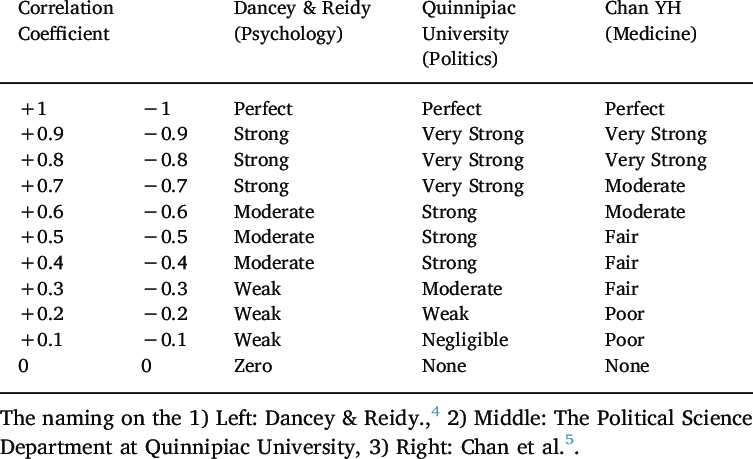 Correlation Dancey & Reidy Quinnipiac Chan YH
Coefficient (Psychology) University (Medicine)
(Politics)
+1 −1 Perfect Perfect Perfect
+0.9 −0.9 Strong Very Strong Very Strong
+0.8 −0.8 Strong Very Strong Very Strong
+0.7 −0.7 Strong Very Strong Moderate
+0.6 −0.6 Moderate Strong Moderate
+0.5 −0.5 Moderate Strong Fair
+0.4 −0.4 Moderate Strong Fair
+0.3 −0.3 Weak Moderate Fair
+0.2 −0.2 Weak Weak Poor
+0.1 −0.1 Weak Negligible Poor
0 0 Zero None None
The naming on the 1) Left: Dancey & Reidy.,4 2) Middle: The Political Science
Department at Quinnipiac University, 3) Right: Chan et al.5.